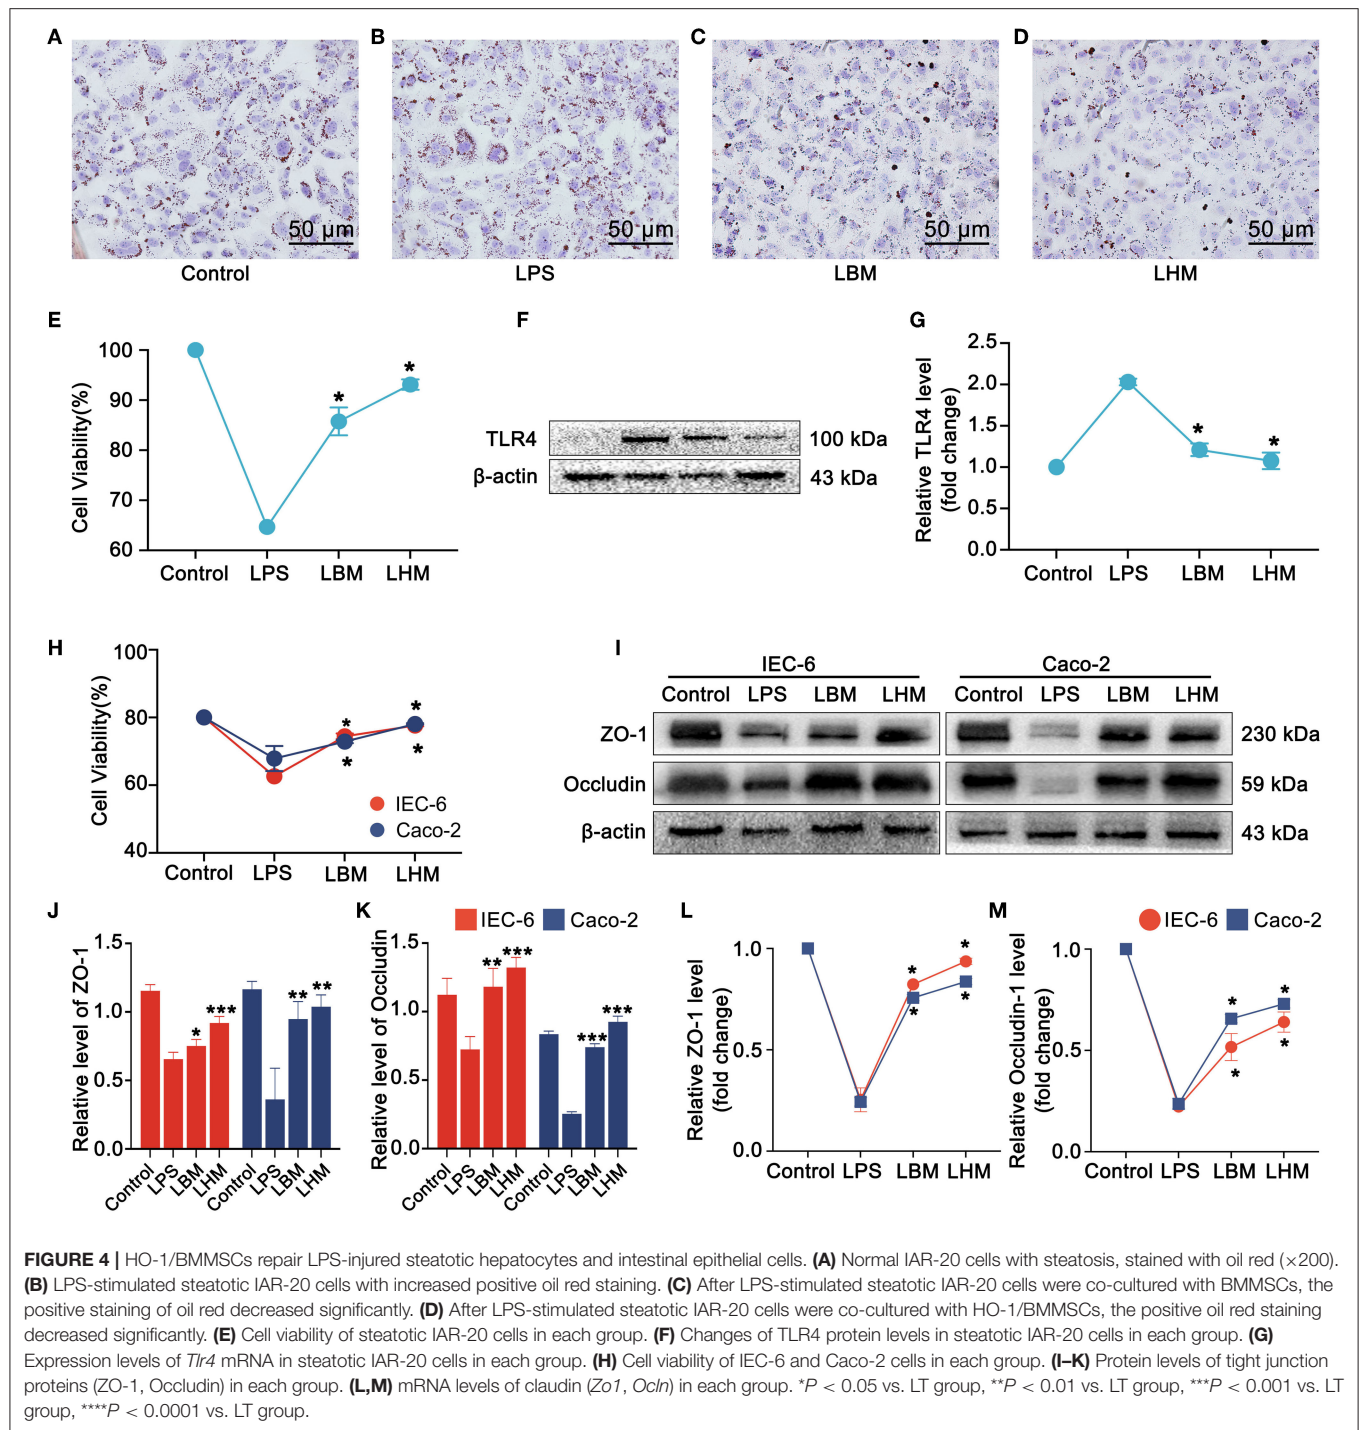 A
B
C
D
50 µm
50 µm
50 µm
50 µm
Control
LPS
LBM
LHM
E
Cell Viability(%)
100
90
80
70
60
*
*
Control LPS LBM LHM
F
TLR4
100 kDa
β-actin
43 kDa
G
Relative TLR4 level
(fold change)
2.5
2.0
1.5
1.0
0.5
0.0
*
*
Control LPS LBM LHM
H
Cell Viability(%)
100
80
60
40
*
*
*
*
IEC-6
Caco-2
Control LPS LBM LHM
I
IEC-6
Caco-2
Control LPS LBM LHM
Control LPS LBM LHM
ZO-1
230 kDa
Occludin
59 kDa
β-actin
43 kDa
J
Relative level of ZO-1
1.5
1.0
0.5
0.0
*
***
**
**
Control LPS LBM LHM Control LPS LBM LHM
K
IEC-6
Caco-2
Relative level of Occludin
1.5
1.0
0.5
0.0
**
***
***
***
Control LPS LBM LHM Control LPS LBM LHM
L
Relative ZO-1 level
(fold change)
1.0
0.5
0.0
*
*
*
*
Control LPS LBM LHM
M
IEC-6
Caco-2
Relative Occludin-1 level
(fold change)
1.0
0.5
0.0
*
*
*
*
Control LPS LBM LHM
FIGURE 4 | HO-1/BMMSCs repair LPS-injured steatotic hepatocytes and intestinal epithelial cells. (A) Normal IAR-20 cells with steatosis, stained with oil red (×200).
(B) LPS-stimulated steatotic IAR-20 cells with increased positive oil red staining. (C) After LPS-stimulated steatotic IAR-20 cells were co-cultured with BMMSCs, the
positive staining of oil red decreased significantly. (D) After LPS-stimulated steatotic IAR-20 cells were co-cultured with HO-1/BMMSCs, the positive oil red staining
decreased significantly. (E) Cell viability of steatotic IAR-20 cells in each group. (F) Changes of TLR4 protein levels in steatotic IAR-20 cells in each group. (G)
Expression levels of Tlr4 mRNA in steatotic IAR-20 cells in each group. (H) Cell viability of IEC-6 and Caco-2 cells in each group. (I–K) Protein levels of tight junction
proteins (ZO-1, Occludin) in each group. (L,M) mRNA levels of claudin (Zo1, Ocln) in each group. *P < 0.05 vs. LT group, **P < 0.01 vs. LT group, ***P < 0.001 vs. LT
group, ****P < 0.0001 vs. LT group.